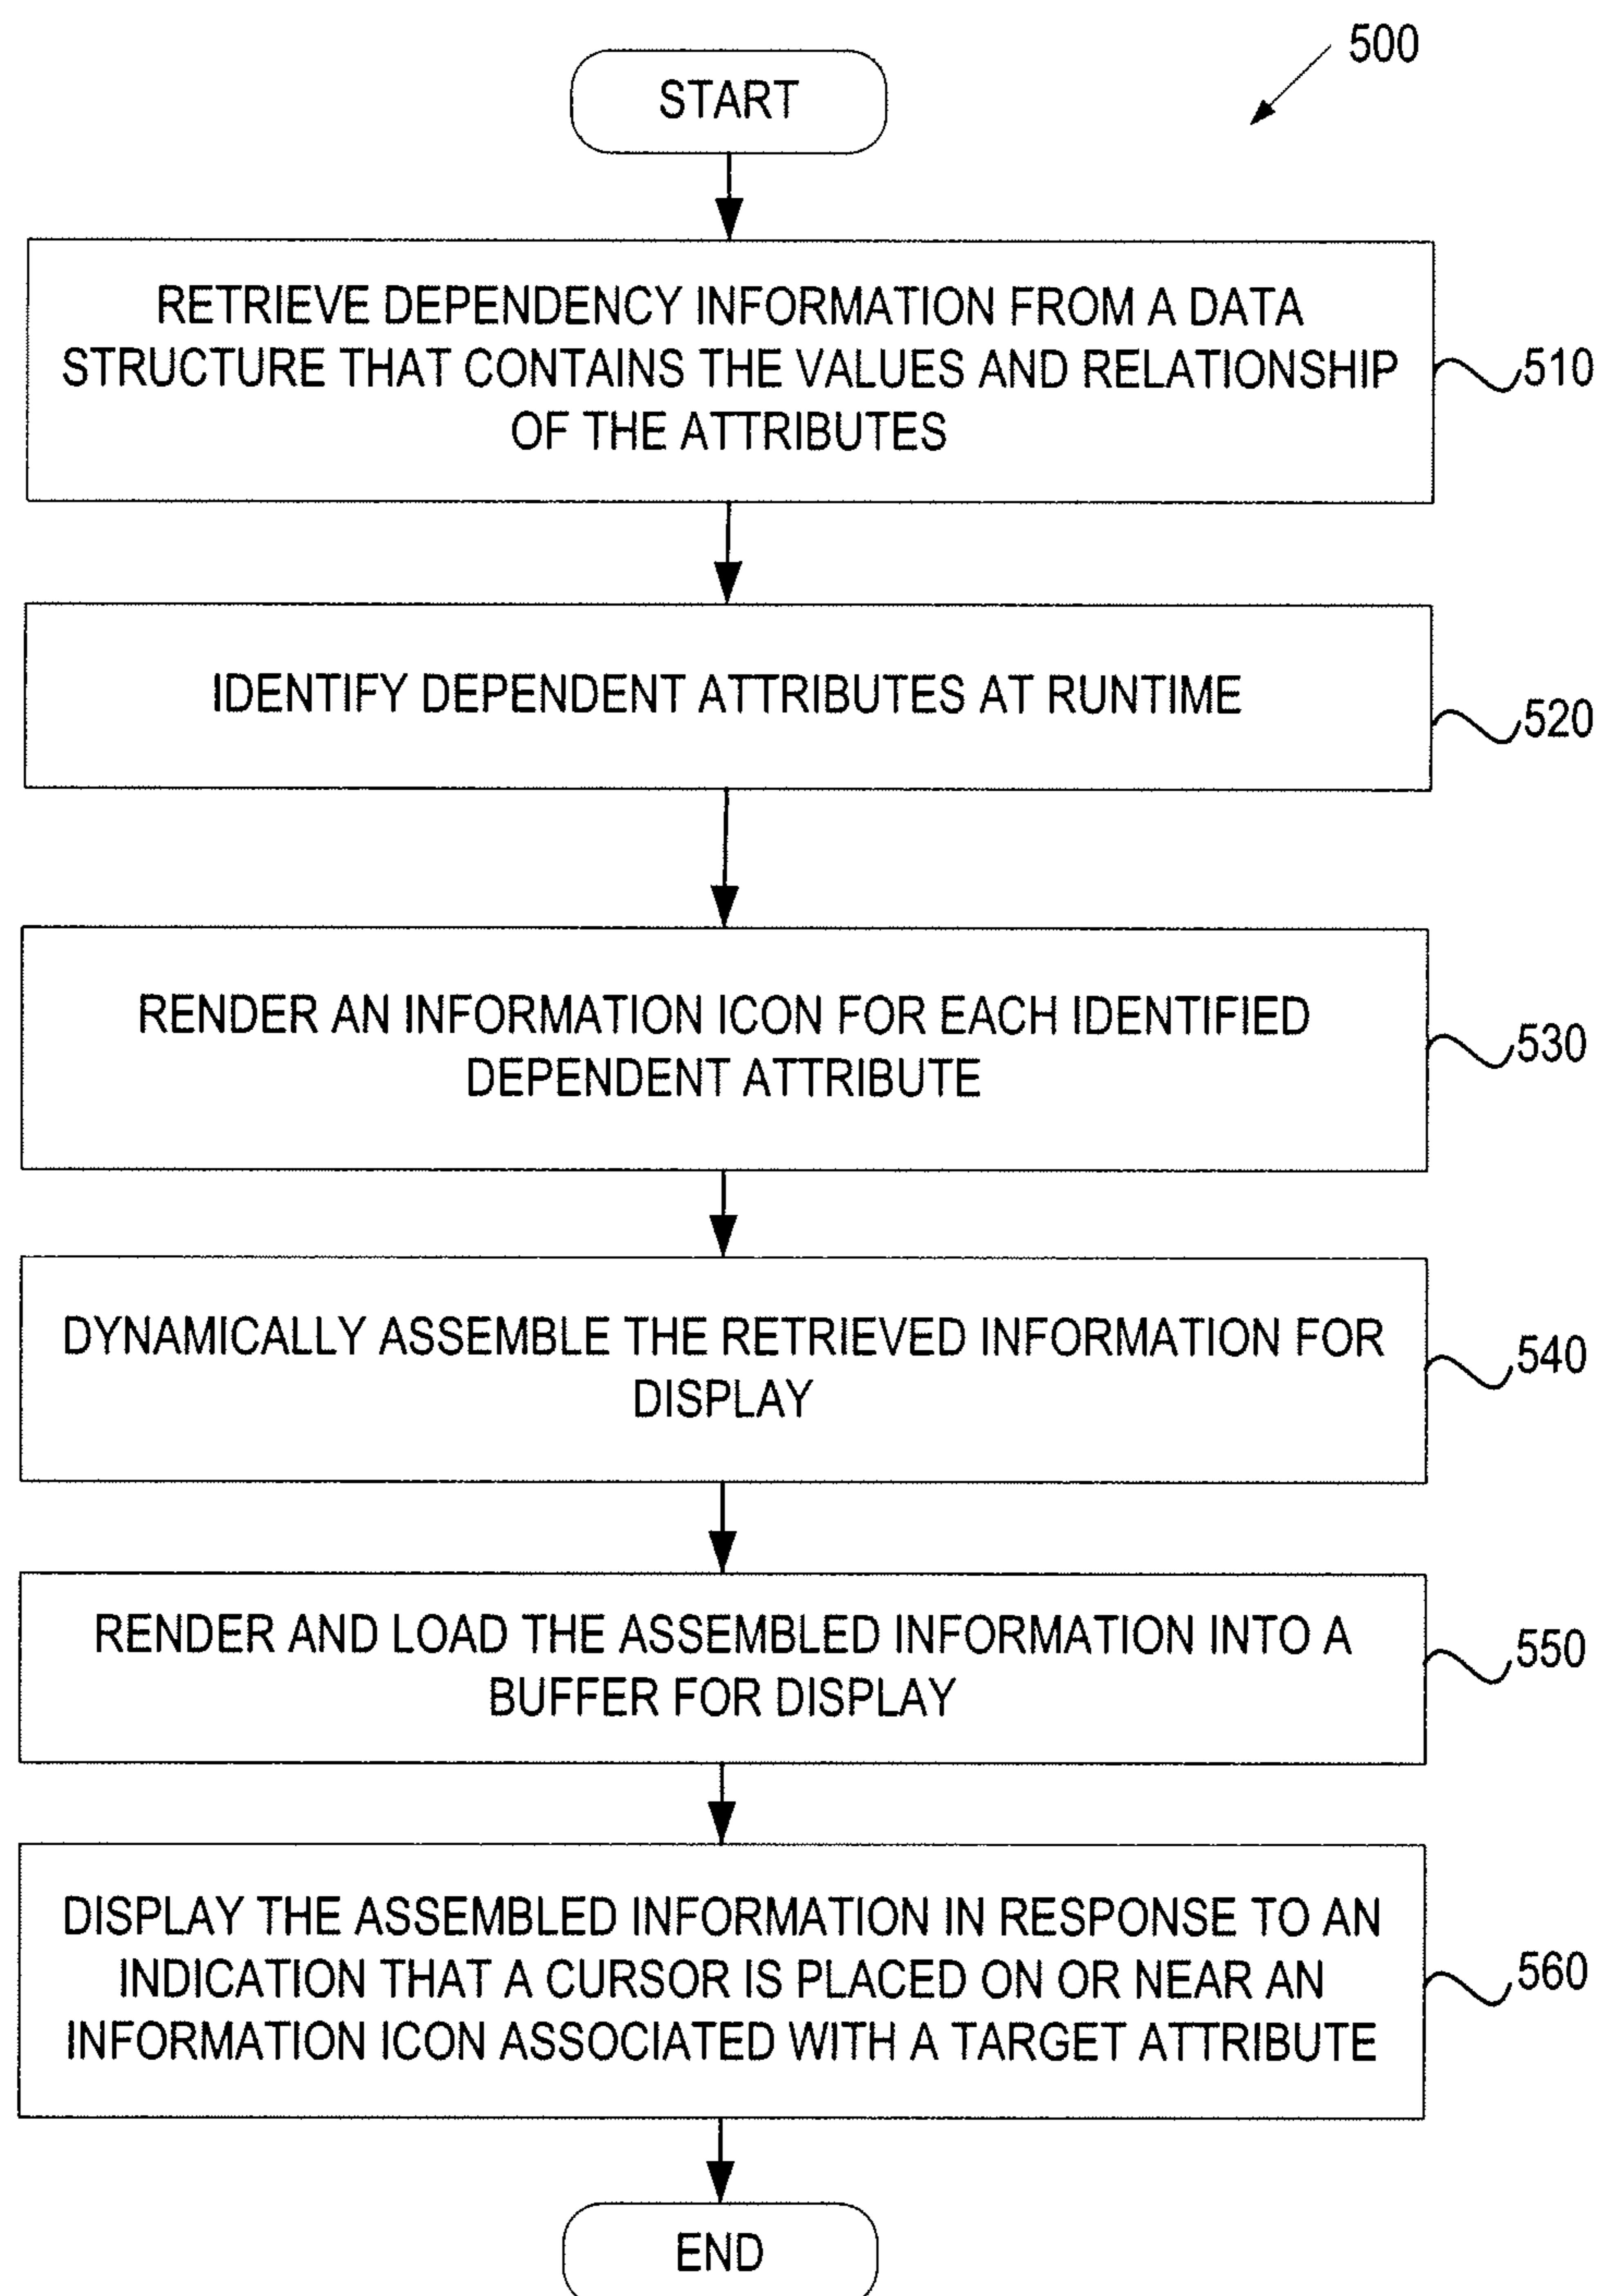 500
START
RETRIEVE DEPENDENCY INFORMATION FROM A DATA
STRUCTURE THAT CONTAINS THE VALUES AND RELATIONSHIP
OF THE ATTRIBUTES
510
IDENTIFY DEPENDENT ATTRIBUTES AT RUNTIME
520
RENDER AN INFORMATION ICON FOR EACH IDENTIFIED
DEPENDENT ATTRIBUTE
530
DYNAMICALLY ASSEMBLE THE RETRIEVED INFORMATION FOR
DISPLAY
540
RENDER AND LOAD THE ASSEMBLED INFORMATION INTO A
BUFFER FOR DISPLAY
550
DISPLAY THE ASSEMBLED INFORMATION IN RESPONSE TO AN
INDICATION THAT A CURSOR IS PLACED ON OR NEAR AN
INFORMATION ICON ASSOCIATED WITH A TARGET ATTRIBUTE
560
END